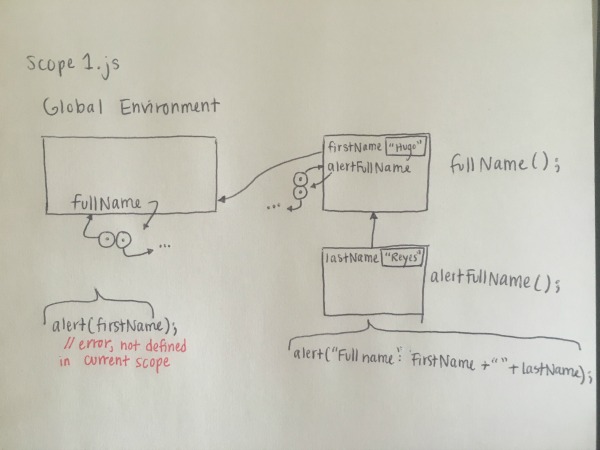 scope 1.js
Global Environment
fullName
...
alert(firstName);
// error, not defined
in current scope
firstName "Hugo"
alertFullName
...
fullName();
lastName "Reyes"
alertFullName();
alert("Full name": FirstName + " " + lastName);